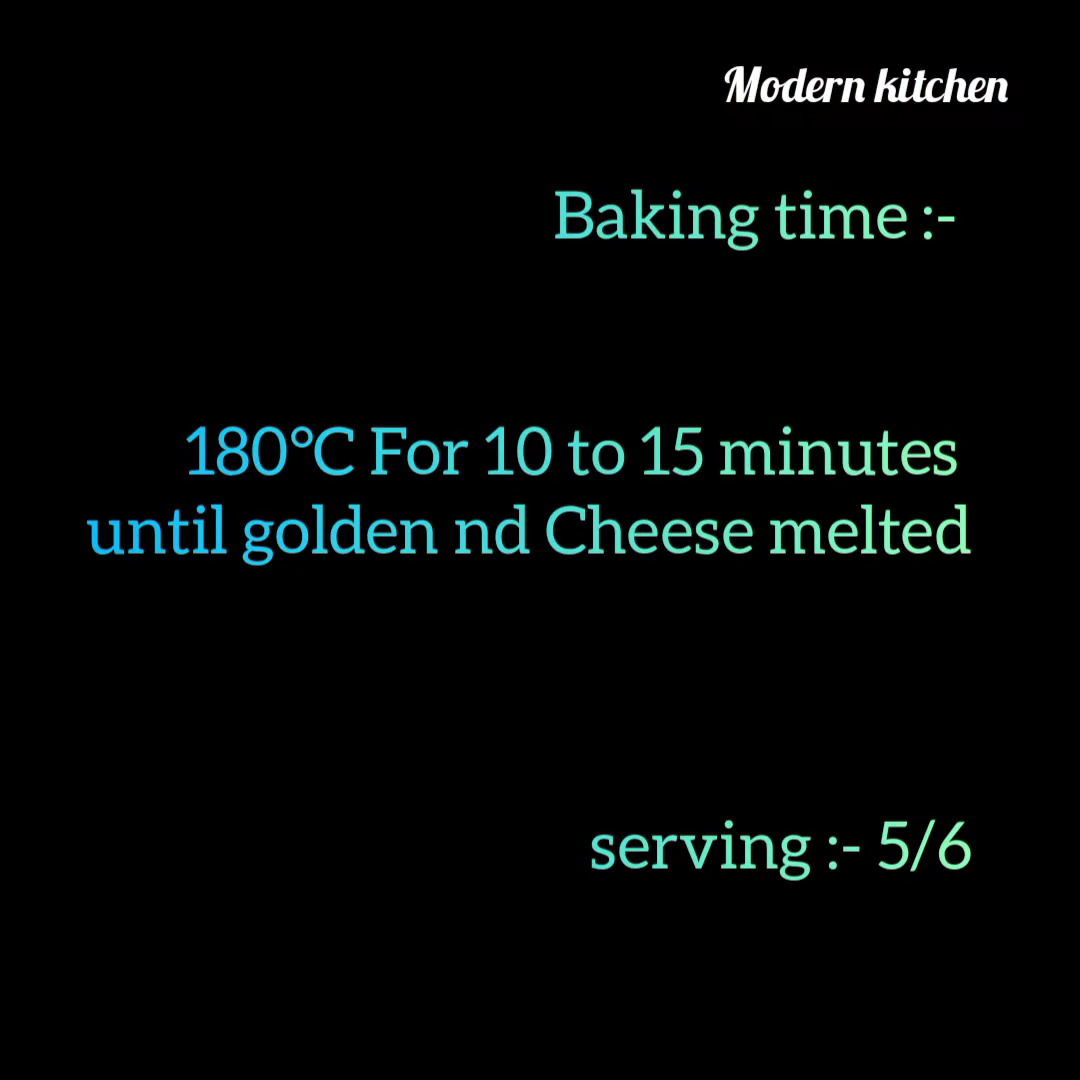 Modern kitchen
Baking time :-
180°C For 10 to 15 minutes
until golden nd Cheese melted
serving :- 5/6